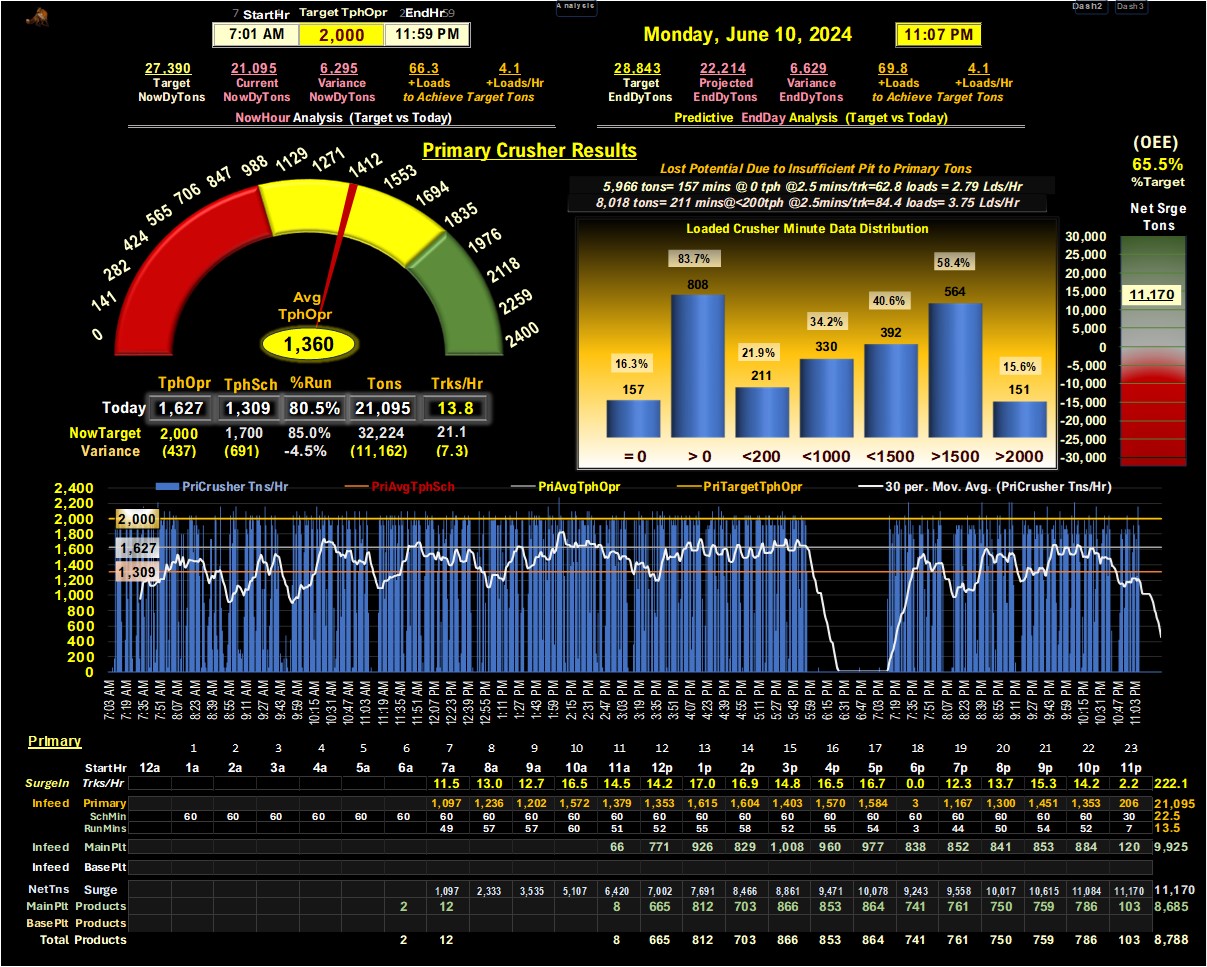 Analysis
Dash2 Dash3
7 StartHr Target TphOpr EndHr 59
7:01 AM 2,000 11:59 PM
Monday, June 10, 2024 11:07 PM
27,390 21,095 6,295 66.3 4.1
Target Current Variance +Loads +Loads/Hr
NowDyTons NowDyTons NowDyTons to Achieve Target Tons
NowHour Analysis (Target vs Today)
28,843 22,214 6,629 69.8 4.1
Target Projected Variance +Loads +Loads/Hr
EndDyTons EndDyTons EndDyTons to Achieve Target Tons
Predictive EndDay Analysis (Target vs Today)
Primary Crusher Results
0 141 282 424 565 706 847 988 1129 1271 1412 1553 1694 1835 1976 2118 2259 2400
Avg
TphOpr
1,360
TphOpr TphSch %Run Tons Trks/Hr
Today 1,627 1,309 80.5% 21,095 13.8
NowTarget 2,000 1,700 85.0% 32,224 21.1
Variance (437) (691) -4.5% (11,162) (7.3)
Lost Potential Due to Insufficient Pit to Primary Tons
5,966 tons= 157 mins @ 0 tph @2.5 mins/trk=62.8 loads = 2.79 Lds/Hr
8,018 tons= 211 mins@<200tph @2.5mins/trk=84.4 loads= 3.75 Lds/Hr
Loaded Crusher Minute Data Distribution
16.3% 83.7% 21.9% 34.2% 40.6% 58.4% 15.6%
157 808 211 330 392 564 151
= 0 > 0 <200 <1000 <1500 >1500 >2000
(OEE)
65.5%
%Target
Net Srge
Tons
30,000
25,000
20,000
15,000
11,170
10,000
5,000
0
-5,000
-10,000
-15,000
-20,000
-25,000
-30,000
PriCrusher Tns/Hr PriAvgTphSch PriAvgTphOpr PriTargetTphOpr 30 per. Mov. Avg. (PriCrusher Tns/Hr)
2,400
2,200
2,000
1,800
1,600
1,400
1,200
1,000
800
600
400
200
0
2,000
1,627
1,309
7:03 AM 7:19 AM 7:35 AM 7:51 AM 8:07 AM 8:23 AM 8:39 AM 8:55 AM 9:11 AM 9:27 AM 9:43 AM 9:59 AM 10:15 AM 10:31 AM 10:47 AM 11:03 AM 11:19 AM 11:35 AM 11:51 AM 12:07 PM 12:23 PM 12:39 PM 12:55 PM 1:11 PM 1:27 PM 1:43 PM 1:59 PM 2:15 PM 2:31 PM 2:47 PM 3:03 PM 3:19 PM 3:35 PM 3:51 PM 4:07 PM 4:23 PM 4:39 PM 4:55 PM 5:11 PM 5:27 PM 5:43 PM 5:59 PM 6:15 PM 6:31 PM 6:47 PM 7:03 PM 7:19 PM 7:35 PM 7:51 PM 8:07 PM 8:23 PM 8:39 PM 8:55 PM 9:11 PM 9:27 PM 9:43 PM 9:59 PM 10:15 PM 10:31 PM 10:47 PM 11:03 PM
Primary
1 2 3 4 5 6 7 8 9 10 11 12 13 14 15 16 17 18 19 20 21 22 23
StartHr 12a 1a 2a 3a 4a 5a 6a 7a 8a 9a 10a 11a 12p 1p 2p 3p 4p 5p 6p 7p 8p 9p 10p 11p
SurgeIn Trks/Hr 11.5 13.0 12.7 16.5 14.5 14.2 17.0 16.9 14.8 16.5 16.7 0.0 12.3 13.7 15.3 14.2 2.2 222.1
Infeed Primary 1,097 1,236 1,202 1,572 1,379 1,353 1,615 1,604 1,403 1,570 1,584 3 1,167 1,300 1,451 1,353 206 21,095
SchMin 60 60 60 60 60 60 60 60 60 60 60 60 60 60 60 60 60 60 60 60 60 60 30 22.5
RunMins 49 57 57 60 51 52 55 58 52 55 54 3 44 50 54 52 7 13.5
Infeed MainPlt 66 771 926 829 1,008 960 977 838 852 841 853 884 120 9,925
Infeed BasePlt
NetTns Surge 1,097 2,333 3,535 5,107 6,420 7,002 7,691 8,466 8,861 9,471 10,078 9,243 9,558 10,017 10,615 11,084 11,170 11,170
MainPlt Products 2 12 8 665 812 703 866 853 864 741 761 750 759 786 103 8,685
BasePlt Products
Total Products 2 12 8 665 812 703 866 853 864 741 761 750 759 786 103 8,788